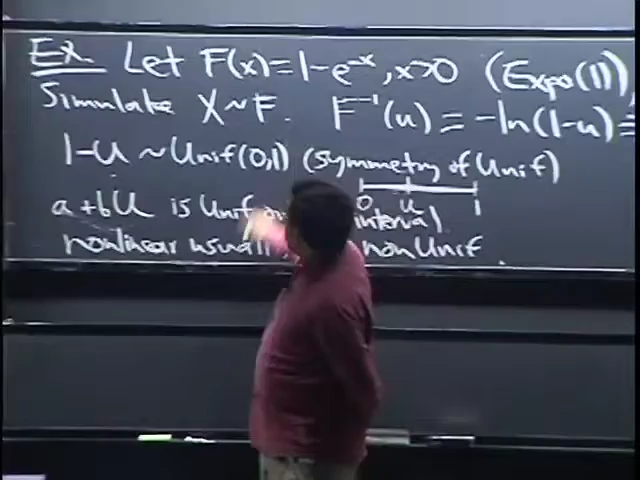 Ex. Let F(x)=1-e^-x, x>0 (Expo(1))
Simulate X~F. F^-1(u) = -ln(1-u) =
1-U ~ Unif(0,1) (symmetry of Unif)
0 u 1
a+bU is Unif interval
nonlinear usually nonUnif